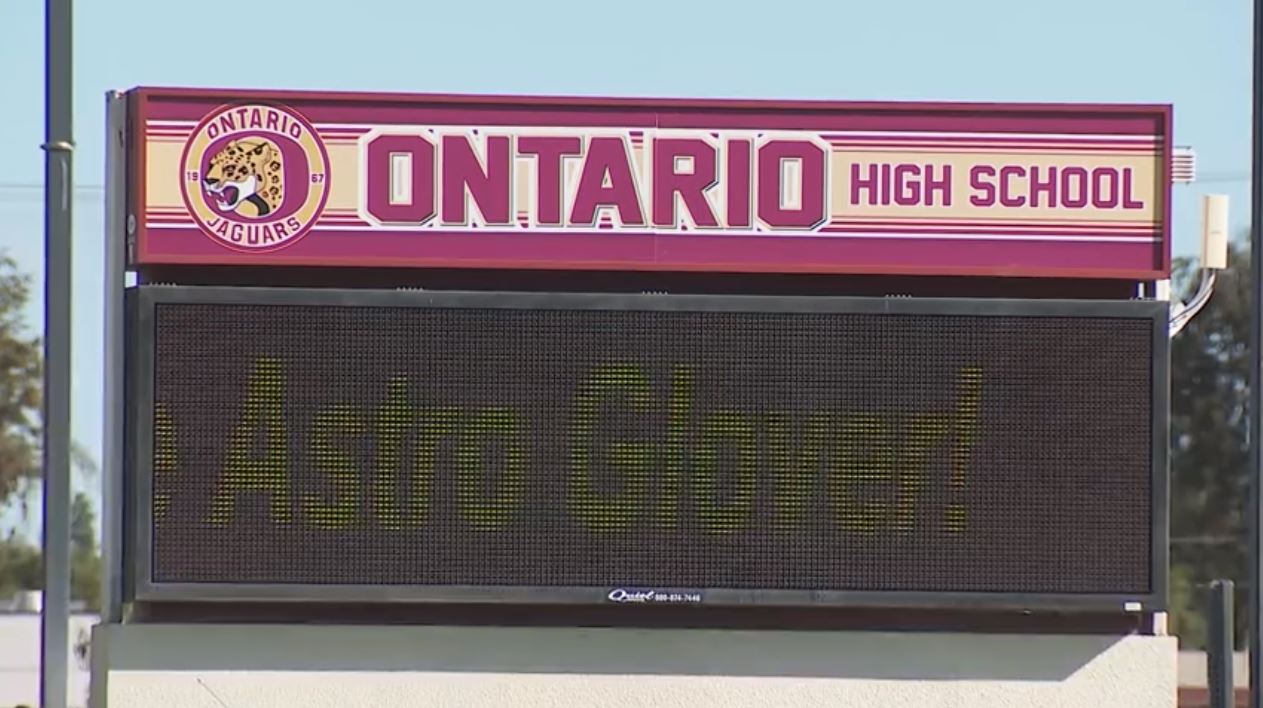 ONTARIO
19 67
JAGUARS
ONTARIO HIGH SCHOOL
Astro Glover!